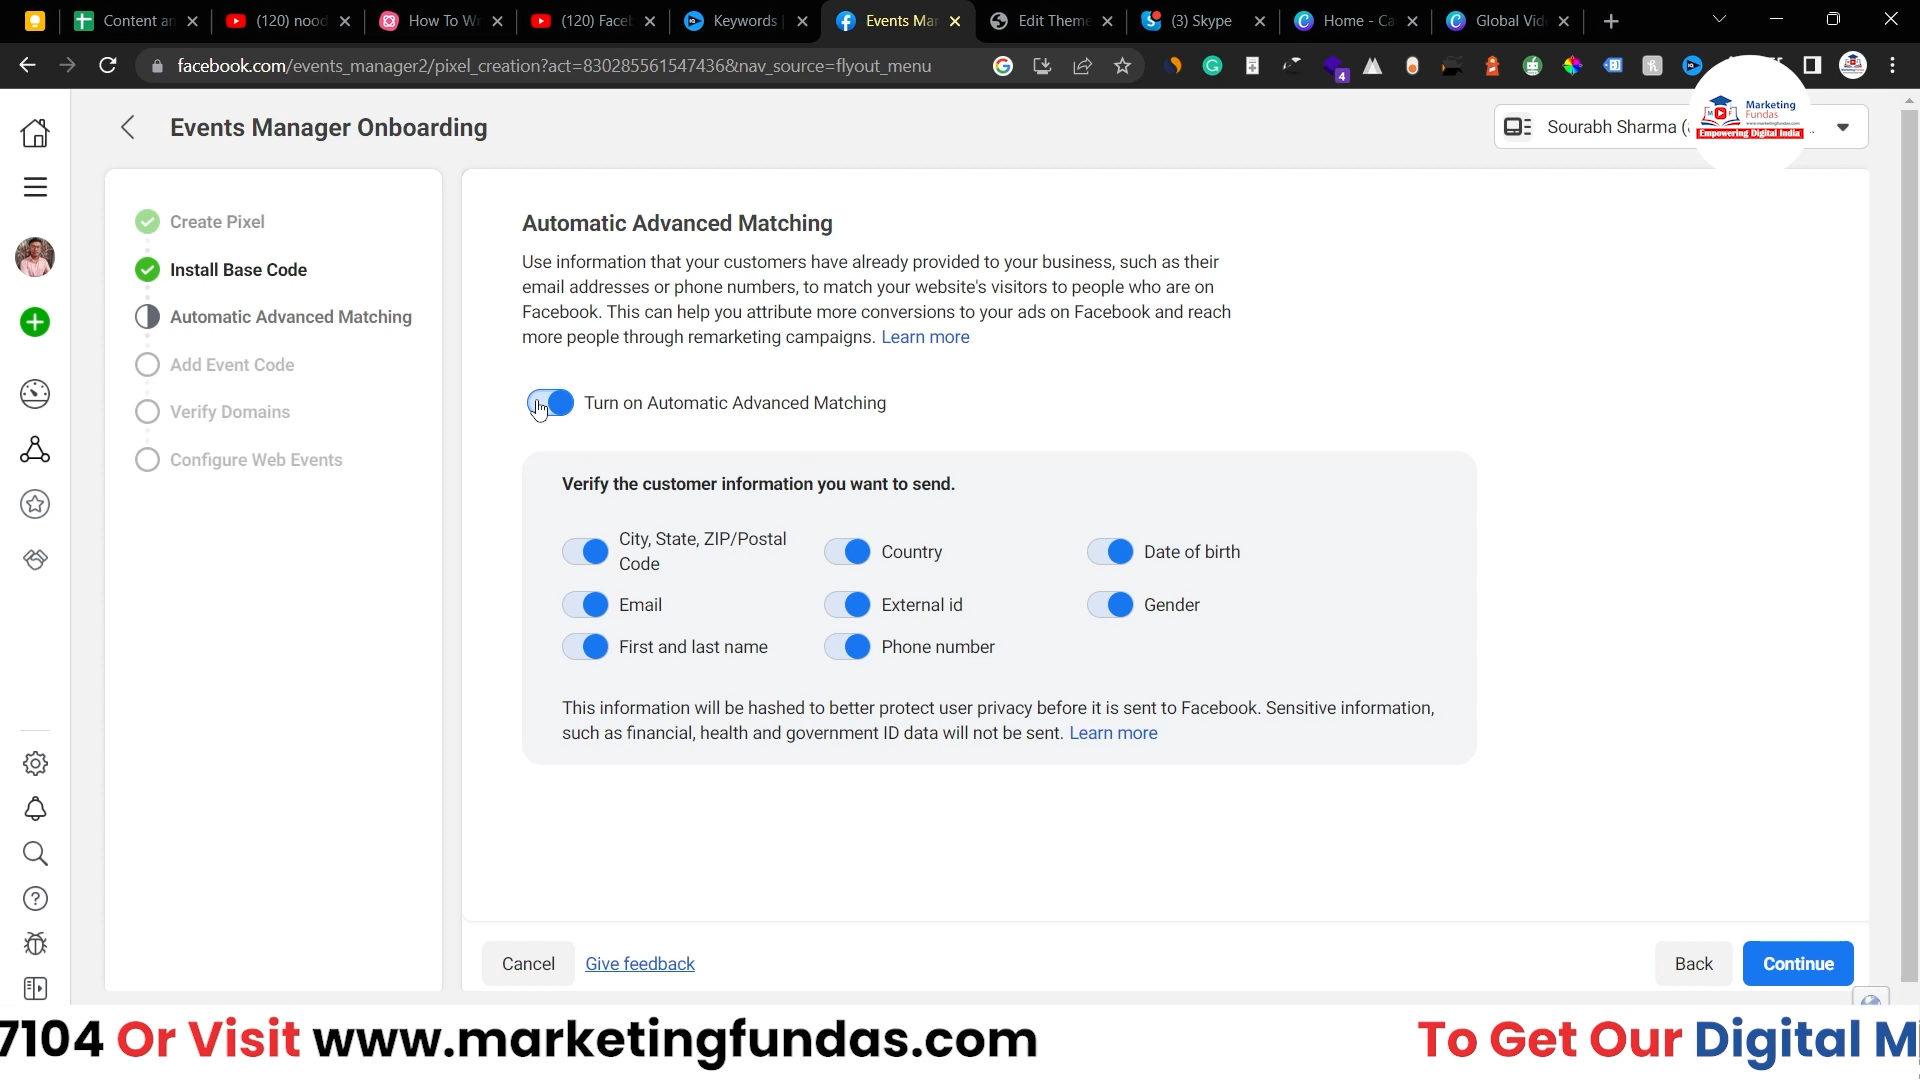 Content an
(120) nood
How To Wr
(120) Faceb
Keywords
Events Man
Edit Theme
(3) Skype
Home - Ca
Global Vid
facebook.com/events_manager2/pixel_creation?act=830285561547436&nav_source=flyout_menu
4
Events Manager Onboarding
Sourabh Sharma (
Marketing
Fundas
www.marketingfundas.com
Empowering Digital India
Create Pixel
Install Base Code
Automatic Advanced Matching
Add Event Code
Verify Domains
Configure Web Events
Automatic Advanced Matching
Use information that your customers have already provided to your business, such as their
email addresses or phone numbers, to match your website's visitors to people who are on
Facebook. This can help you attribute more conversions to your ads on Facebook and reach
more people through remarketing campaigns. Learn more
Turn on Automatic Advanced Matching
Verify the customer information you want to send.
City, State, ZIP/Postal
Code
Country
Date of birth
Email
External id
Gender
First and last name
Phone number
This information will be hashed to better protect user privacy before it is sent to Facebook. Sensitive information,
such as financial, health and government ID data will not be sent. Learn more
Cancel
Give feedback
Back
Continue
7104 Or Visit www.marketingfundas.com
To Get Our Digital M